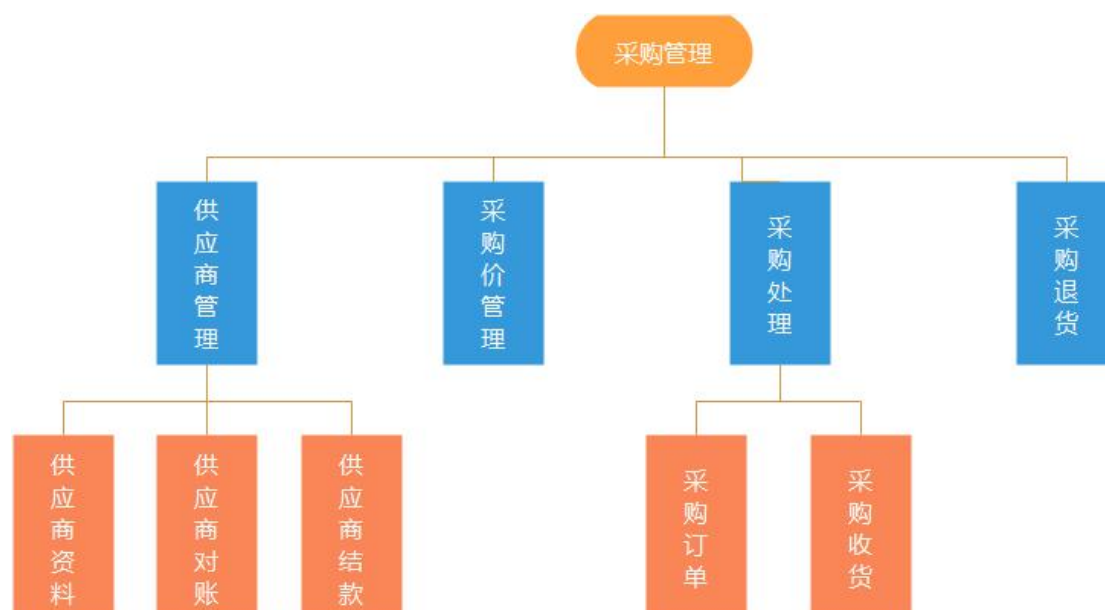 采购管理
供应商管理
采购价管理
采购处理
采购退货
供应商资料
供应商对账
供应商结款
采购订单
采购收货